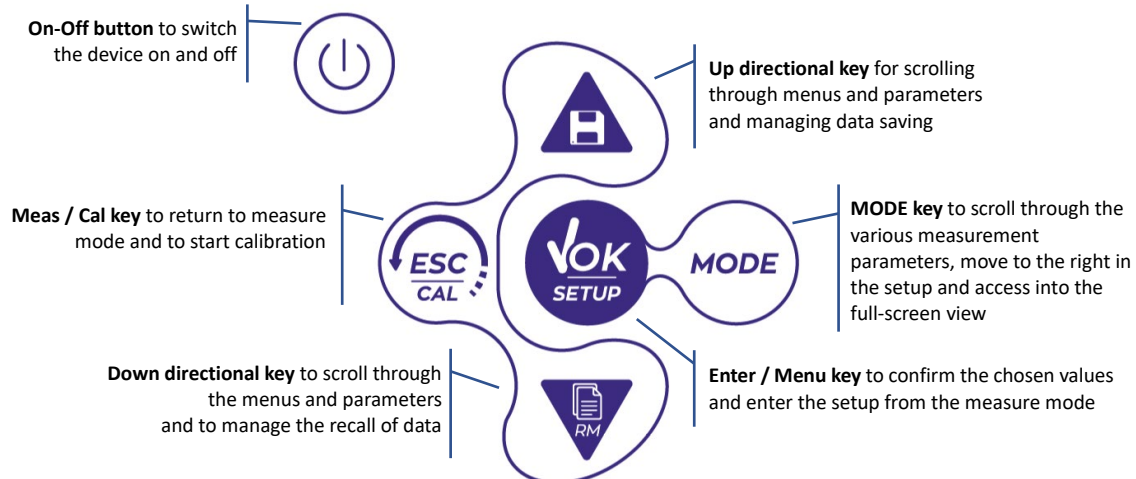 On-Off button to switch
the device on and off
Up directional key for scrolling
through menus and parameters
and managing data saving
Meas / Cal key to return to measure
mode and to start calibration
ESC
CAL
OK
SETUP
MODE
MODE key to scroll through the
various measurement
parameters, move to the right in
the setup and access into the
full-screen view
Down directional key to scroll through
the menus and parameters
and to manage the recall of data
RM
Enter / Menu key to confirm the chosen values
and enter the setup from the measure mode